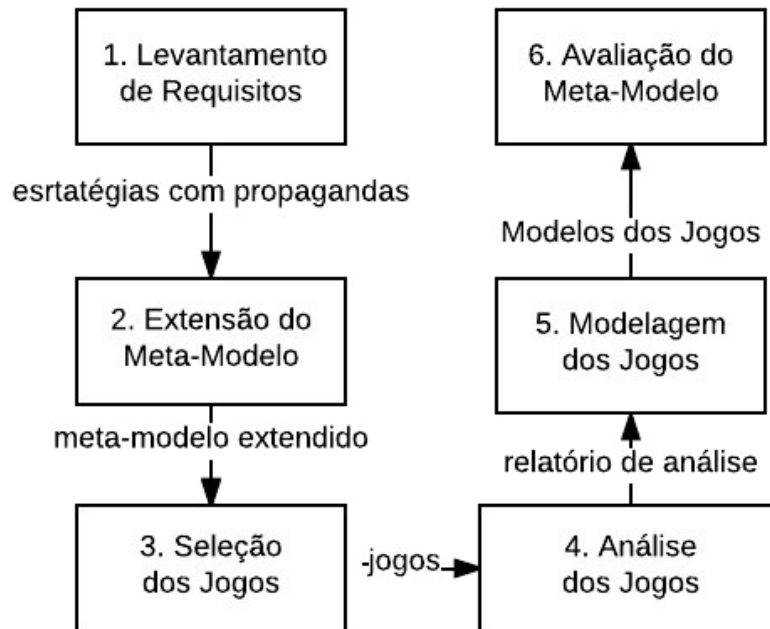 1. Levantamento
de Requisitos
esrtatégias com propagandas
2. Extensão do
Meta-Modelo
meta-modelo extendido
3. Seleção
dos Jogos
-jogos
4. Análise
dos Jogos
relatório de análise
5. Modelagem
dos Jogos
Modelos dos Jogos
6. Avaliação do
Meta-Modelo